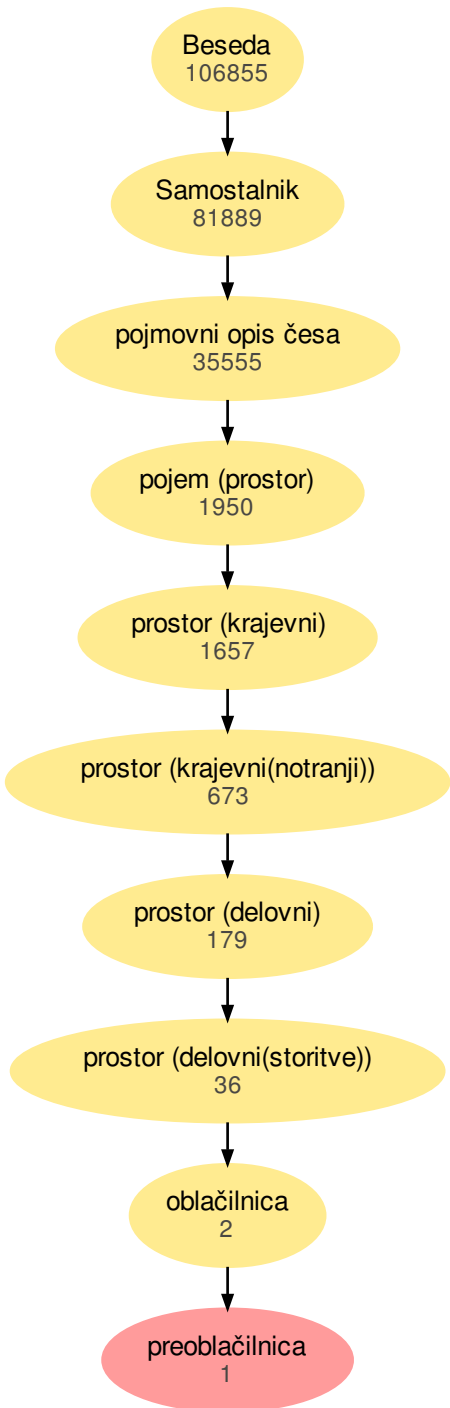 Beseda
106855
Samostalnik
81889
pojmovni opis česa
35555
pojem (prostor)
1950
prostor (krajevni)
1657
prostor (krajevni(notranji))
673
prostor (delovni)
179
prostor (delovni(storitve))
36
oblačilnica
2
preoblačilnica
1